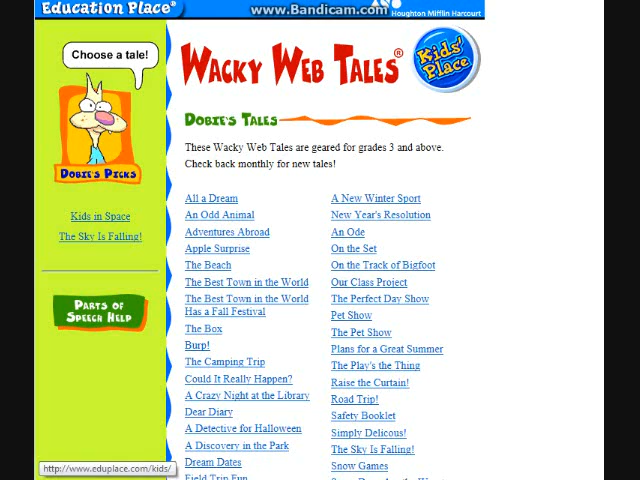 Education Place®
www.Bandicam.com
Houghton Mifflin Harcourt
Choose a tale!
Dobie's Picks
Kids in Space
The Sky Is Falling!
Parts of
Speech Help
Wacky Web Tales®
Kids'
Place
Dobie's Tales
These Wacky Web Tales are geared for grades 3 and above.
Check back monthly for new tales!
All a Dream
An Odd Animal
Adventures Abroad
Apple Surprise
The Beach
The Best Town in the World
The Best Town in the World
Has a Fall Festival
The Box
Burp!
The Camping Trip
Could It Really Happen?
A Crazy Night at the Library
Dear Diary
A Detective for Halloween
A Discovery in the Park
Dream Dates
Field Trip Fun
A New Winter Sport
New Year's Resolution
An Ode
On the Set
On the Track of Bigfoot
Our Class Project
The Perfect Day Show
Pet Show
The Pet Show
Plans for a Great Summer
The Play's the Thing
Raise the Curtain!
Road Trip!
Safety Booklet
Simply Delicous!
The Sky Is Falling!
Snow Games
http://www.eduplace.com/kids/